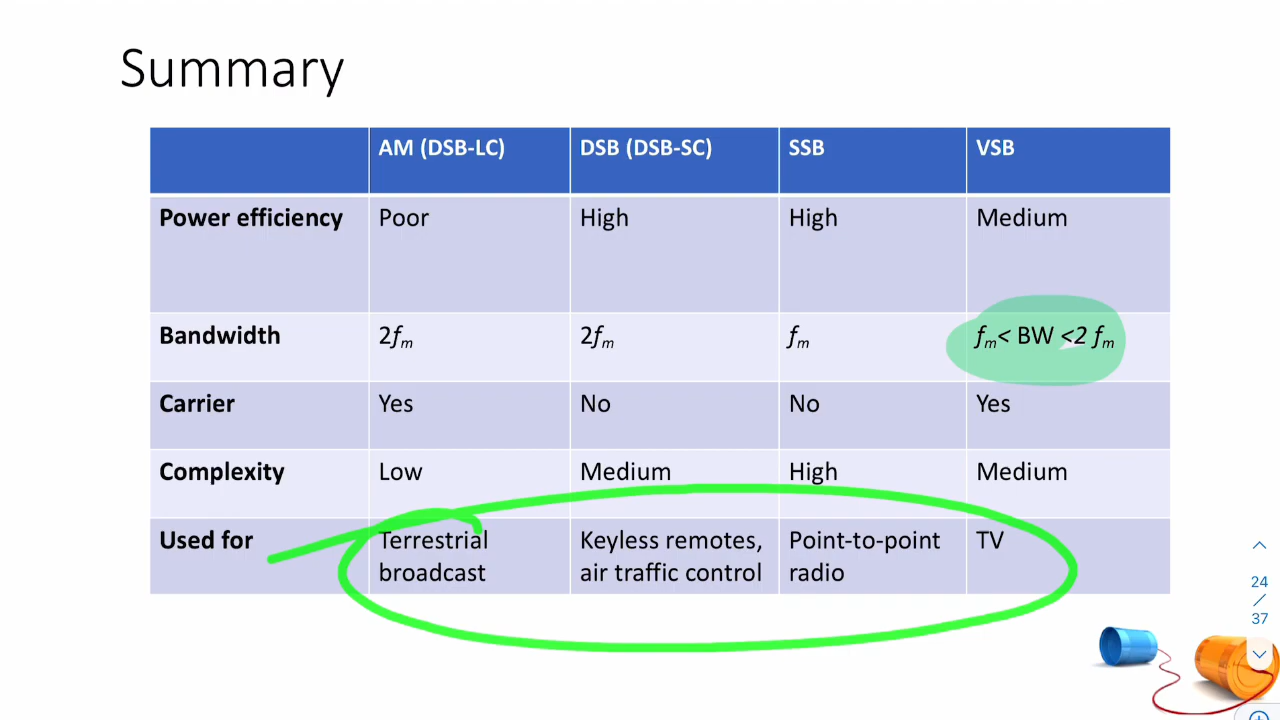 Summary
AM (DSB-LC) DSB (DSB-SC) SSB VSB
Power efficiency Poor High High Medium
Bandwidth 2fm 2fm fm fm< BW <2 fm
Carrier Yes No No Yes
Complexity Low Medium High Medium
Used for Terrestrial broadcast Keyless remotes, air traffic control Point-to-point radio TV
24
/
37